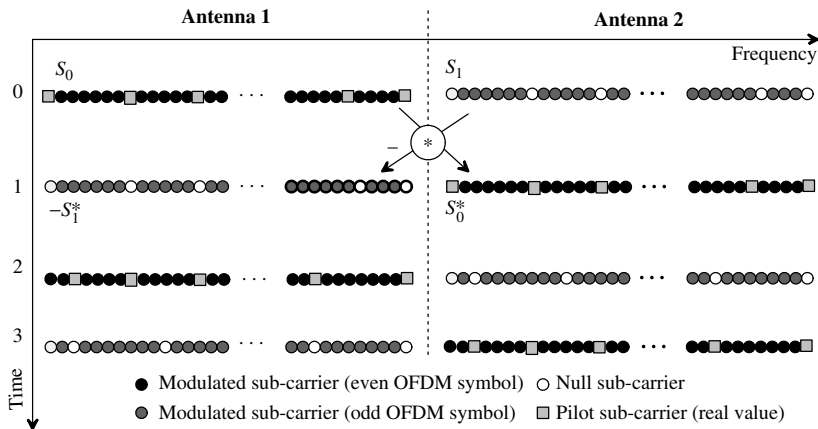 Antenna 1
Antenna 2
Frequency
S₀
S₁
0
· · ·
· · ·
*
–
1
· · ·
· · ·
–S₁*
S₀*
2
· · ·
· · ·
3
· · ·
· · ·
Time
Modulated sub-carrier (even OFDM symbol)
Null sub-carrier
Modulated sub-carrier (odd OFDM symbol)
Pilot sub-carrier (real value)